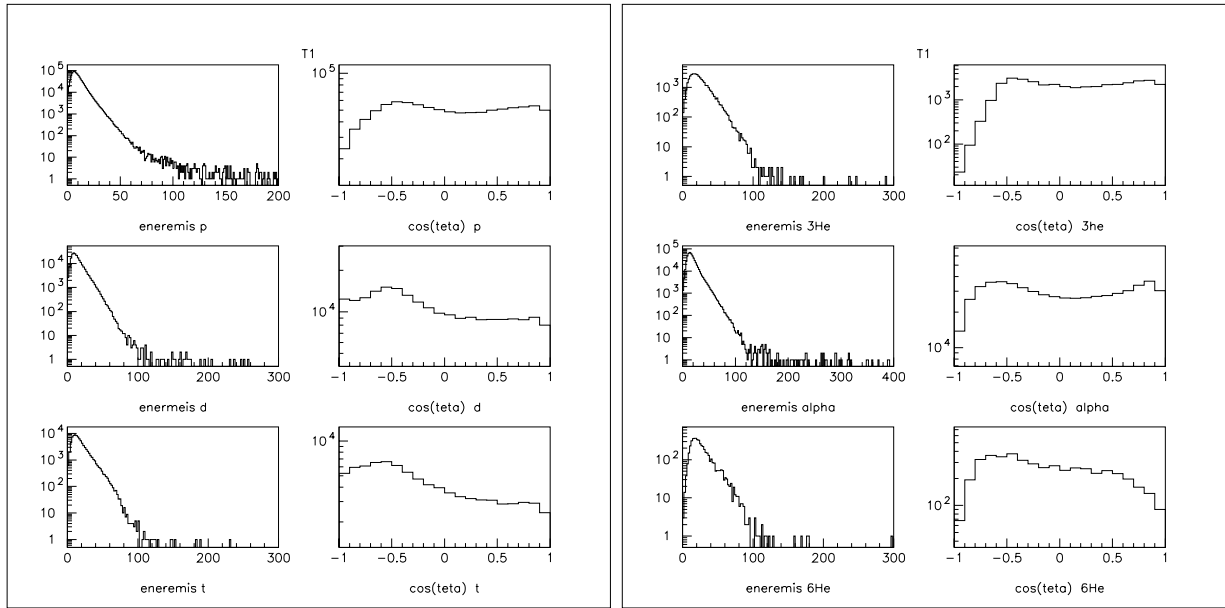 T1
10^5
10^4
10^3
10^2
10
1
0 50 100 150 200
eneremis p
10^5
−1 −0.5 0 0.5 1
cos(teta) p
10^4
10^3
10^2
10
1
0 100 200 300
enermeis d
10^4
−1 −0.5 0 0.5 1
cos(teta) d
10^4
10^3
10^2
10
1
0 100 200 300
eneremis t
10^4
−1 −0.5 0 0.5 1
cos(teta) t
T1
10^3
10^2
10
1
0 100 200 300
eneremis 3He
10^3
10^2
−1 −0.5 0 0.5 1
cos(teta) 3he
10^5
10^4
10^3
10^2
10
1
0 100 200 300 400
eneremis alpha
10^4
−1 −0.5 0 0.5 1
cos(teta) alpha
10^2
10
1
0 100 200 300
eneremis 6He
10^2
−1 −0.5 0 0.5 1
cos(teta) 6He